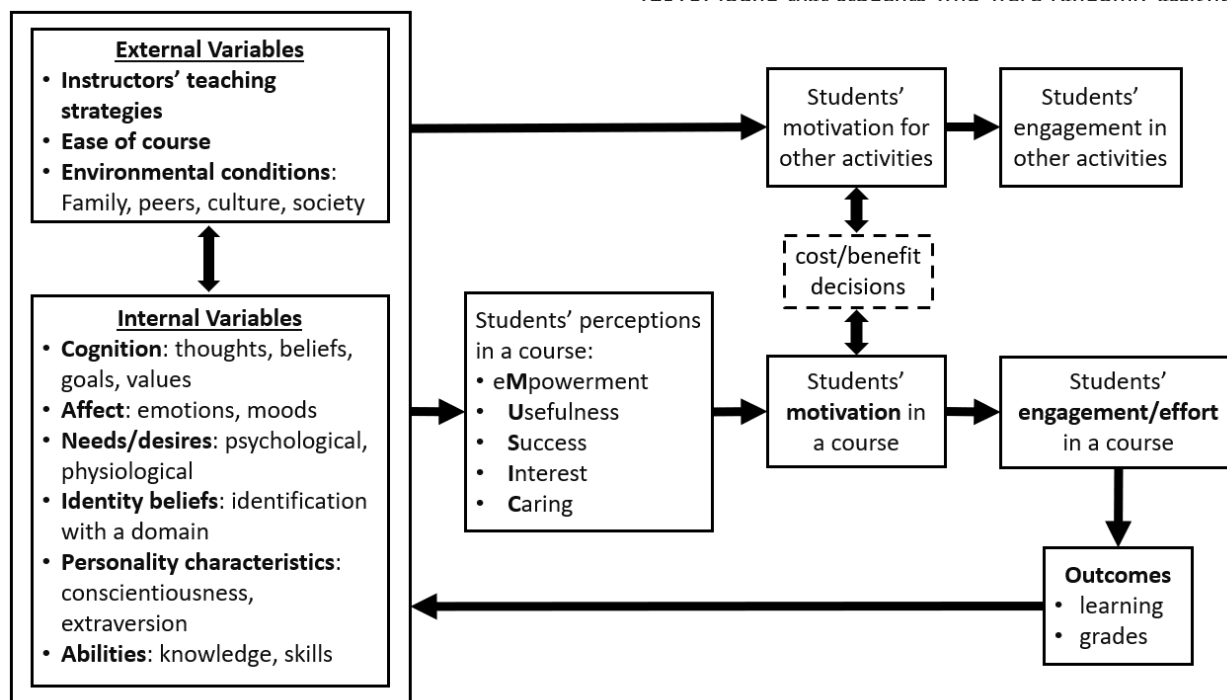 External Variables
• Instructors' teaching
strategies
• Ease of course
• Environmental conditions:
Family, peers, culture, society
Internal Variables
• Cognition: thoughts, beliefs,
goals, values
• Affect: emotions, moods
• Needs/desires: psychological,
physiological
• Identity beliefs: identification
with a domain
• Personality characteristics:
conscientiousness,
extraversion
• Abilities: knowledge, skills
Students' perceptions
in a course:
• eMpowerment
• Usefulness
• Success
• Interest
• Caring
Students'
motivation for
other activities
Students'
engagement in
other activities
cost/benefit
decisions
Students'
motivation in
a course
Students'
engagement/effort
in a course
Outcomes
• learning
• grades